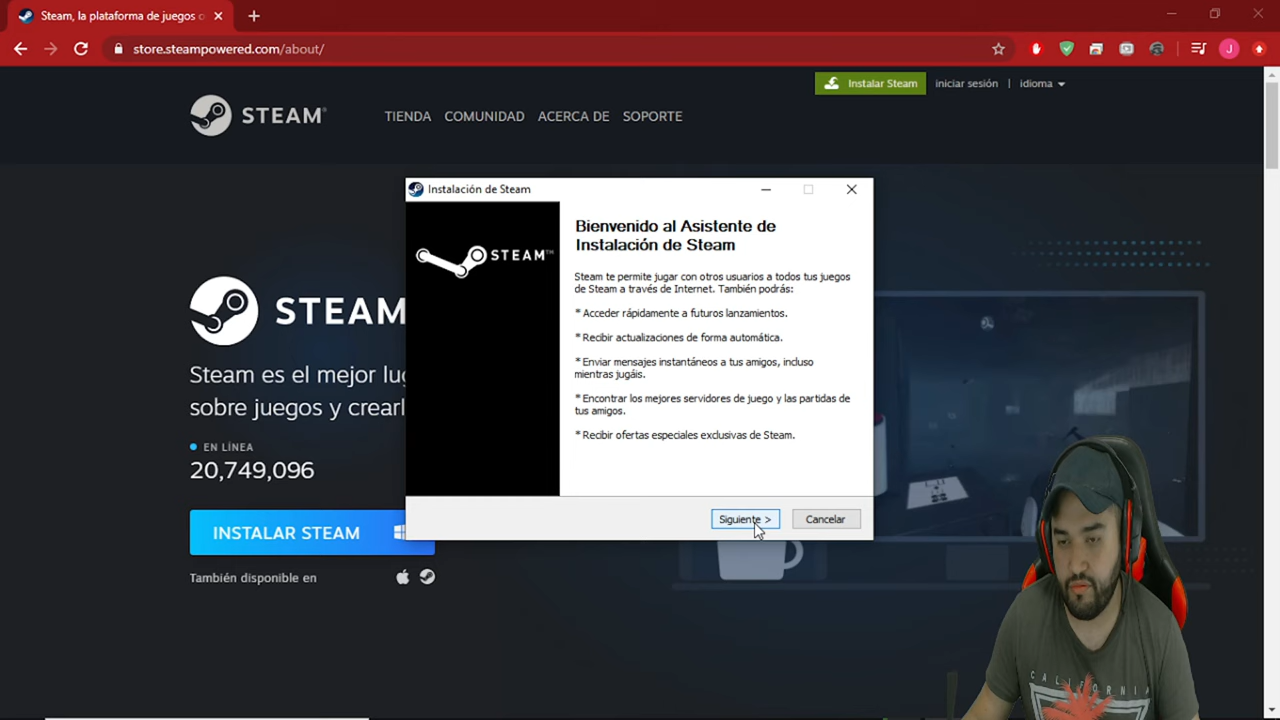 Steam, la plataforma de juegos o
store.steampowered.com/about/
J
Instalar Steam
iniciar sesión
idioma
STEAM®
TIENDA
COMUNIDAD
ACERCA DE
SOPORTE
Instalación de Steam
STEAM™
Bienvenido al Asistente de
Instalación de Steam
Steam te permite jugar con otros usuarios a todos tus juegos
de Steam a través de Internet. También podrás:
* Acceder rápidamente a futuros lanzamientos.
* Recibir actualizaciones de forma automática.
* Enviar mensajes instantáneos a tus amigos, incluso
mientras jugáis.
* Encontrar los mejores servidores de juego y las partidas de
tus amigos.
* Recibir ofertas especiales exclusivas de Steam.
Siguiente >
Cancelar
STEAM
Steam es el mejor lug
sobre juegos y crearl
EN LÍNEA
20,749,096
INSTALAR STEAM
También disponible en
CALIFORNIA